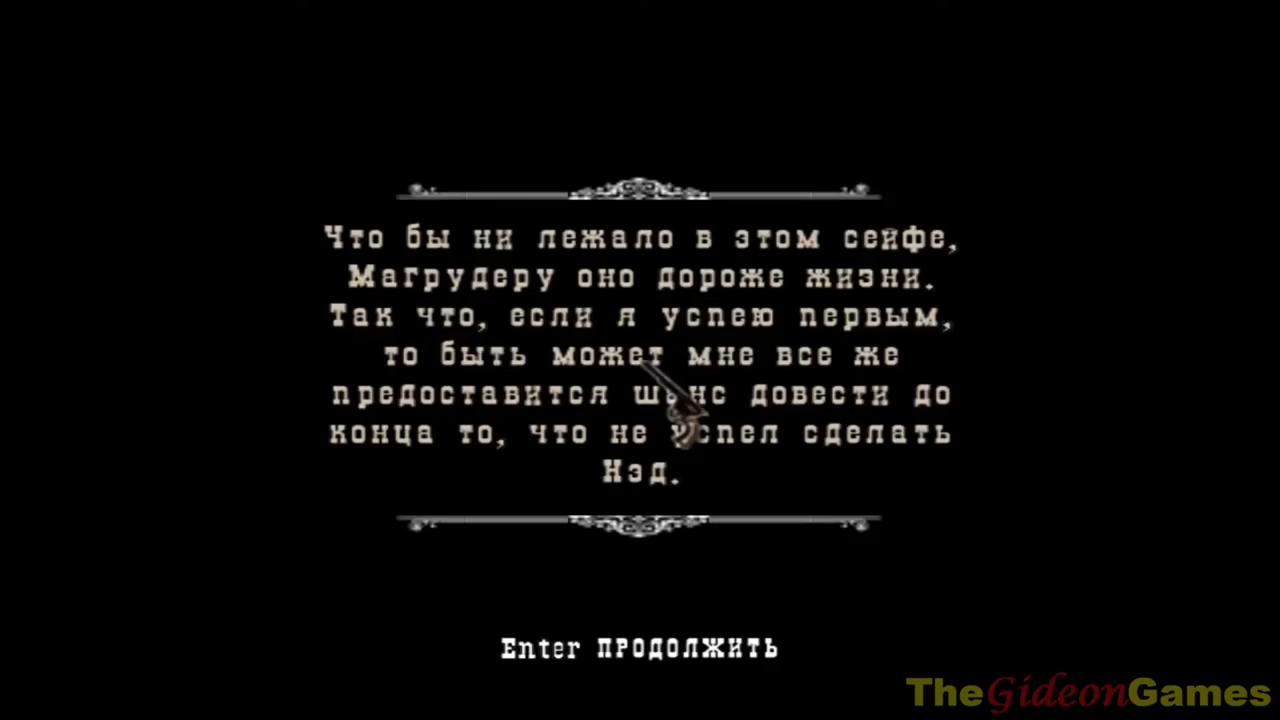 Что бы ни лежало в этом сейфе,
Магрудеру оно дороже жизни.
Так что, если я успею первым,
то быть может мне все же
предоставится шанс довести до
конца то, что не успел сделать
Нэд.
Enter ПРОДОЛЖИТЬ
TheGideonGames